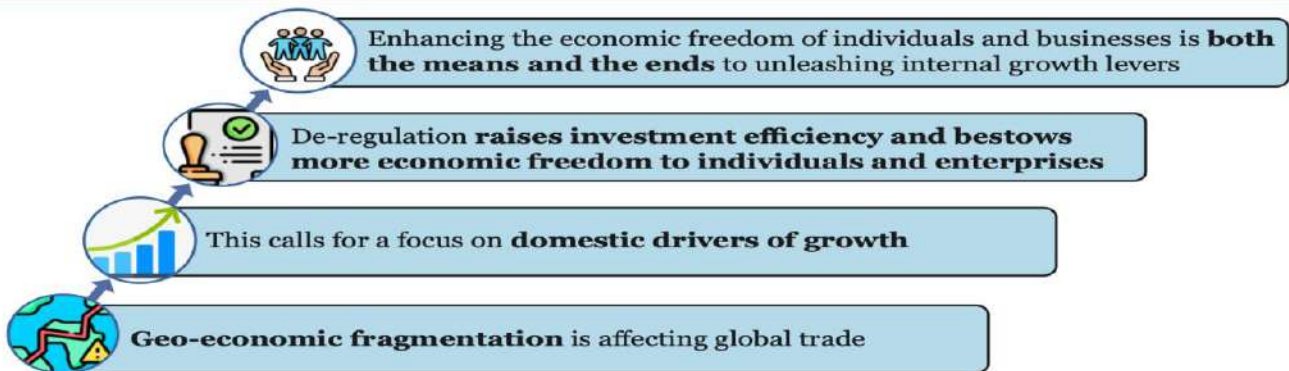 Enhancing the economic freedom of individuals and businesses is both
the means and the ends to unleashing internal growth levers
De-regulation raises investment efficiency and bestows
more economic freedom to individuals and enterprises
This calls for a focus on domestic drivers of growth
Geo-economic fragmentation is affecting global trade